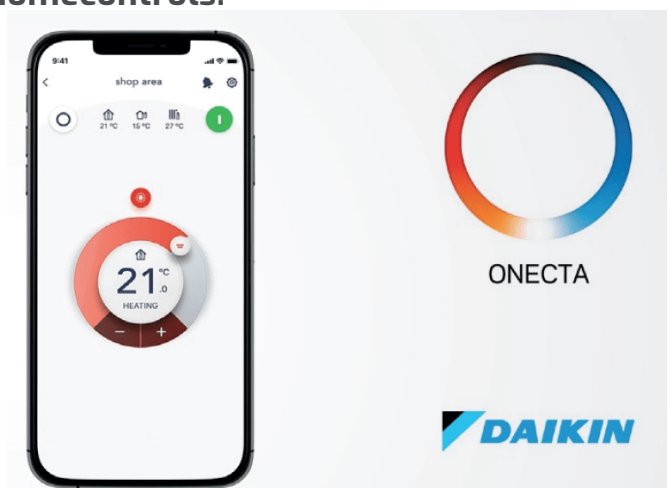 homecontrols.
9:41
shop area
21 °C 15 °C 27 °C
21.0 °C
HEATING
− +
ONECTA
DAIKIN